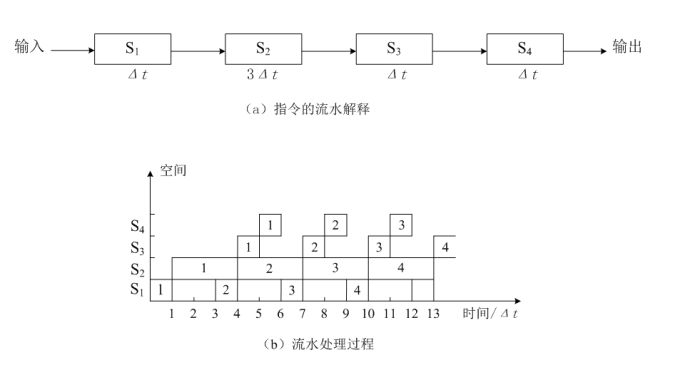 输入 S₁ S₂ S₃ S₄ 输出
Δt 3Δt Δt Δt
（a）指令的流水解释
空间
S₄ 1 2 3
S₃ 1 2 3 4
S₂ 1 2 3 4
S₁ 1 2 3 4
1 2 3 4 5 6 7 8 9 10 11 12 13 时间/Δt
（b）流水处理过程